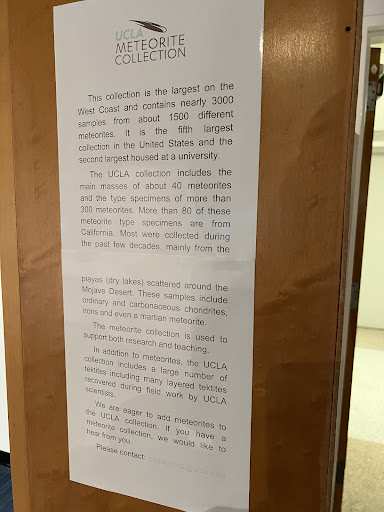 UCLA
METEORITE
COLLECTION
This collection is the largest on the
West Coast and contains nearly 3000
samples from about 1500 different
meteorites. It is the fifth largest
collection in the United States and the
second largest housed at a university.
The UCLA collection includes the
main masses of about 40 meteorites
and the type specimens of more than
300 meteorites. More than 80 of these
meteorite type specimens are from
California. Most were collected during
the past few decades, mainly from the
playas (dry lakes) scattered around the
Mojave Desert. These samples include
ordinary and carbonaceous chondrites,
irons and even a martian meteorite.
The meteorite collection is used to
support both research and teaching.
In addition to meteorites, the UCLA
collection includes a large number of
tektites including many layered tektites
recovered during field work by UCLA
scientists.
We are eager to add meteorites to
the UCLA collection. If you have a
meteorite collection, we would like to
hear from you.
Please contact: